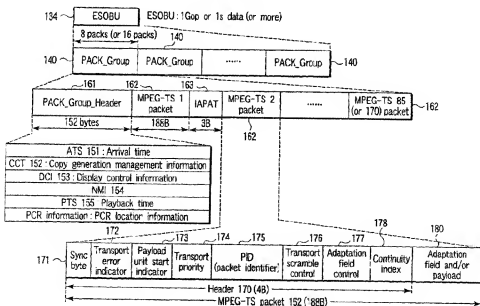 134
ESOBU
ESOBU : 1Gop or 1s data (or more)
8 packs (or 16 packs)
140
140
PACK_Group
PACK_Group
......
PACK_Group
140
161
162
163
PACK_Group_Header
MPEG-TS 1 packet
IAPAT
MPEG-TS 2 packet
......
MPEG-TS 85 (or 170) packet
162
152 bytes
188B
3B
162
ATS 151 : Arrival time
CCT 152 : Copy generation management information
DCI 153 : Display control information
NMI 154
PTS 155 Playback time
PCR information : PCR location information
172
173
174
175
176
177
178
180
171
Sync byte
Transport error indicator
Payload unit start indicator
Transport priority
PID (packet identifier)
Transport scramble control
Adaptation field control
Continuity index
Adaptation field and/or payload
Header 170 (4B)
MPEG-TS packet 152 (188B)